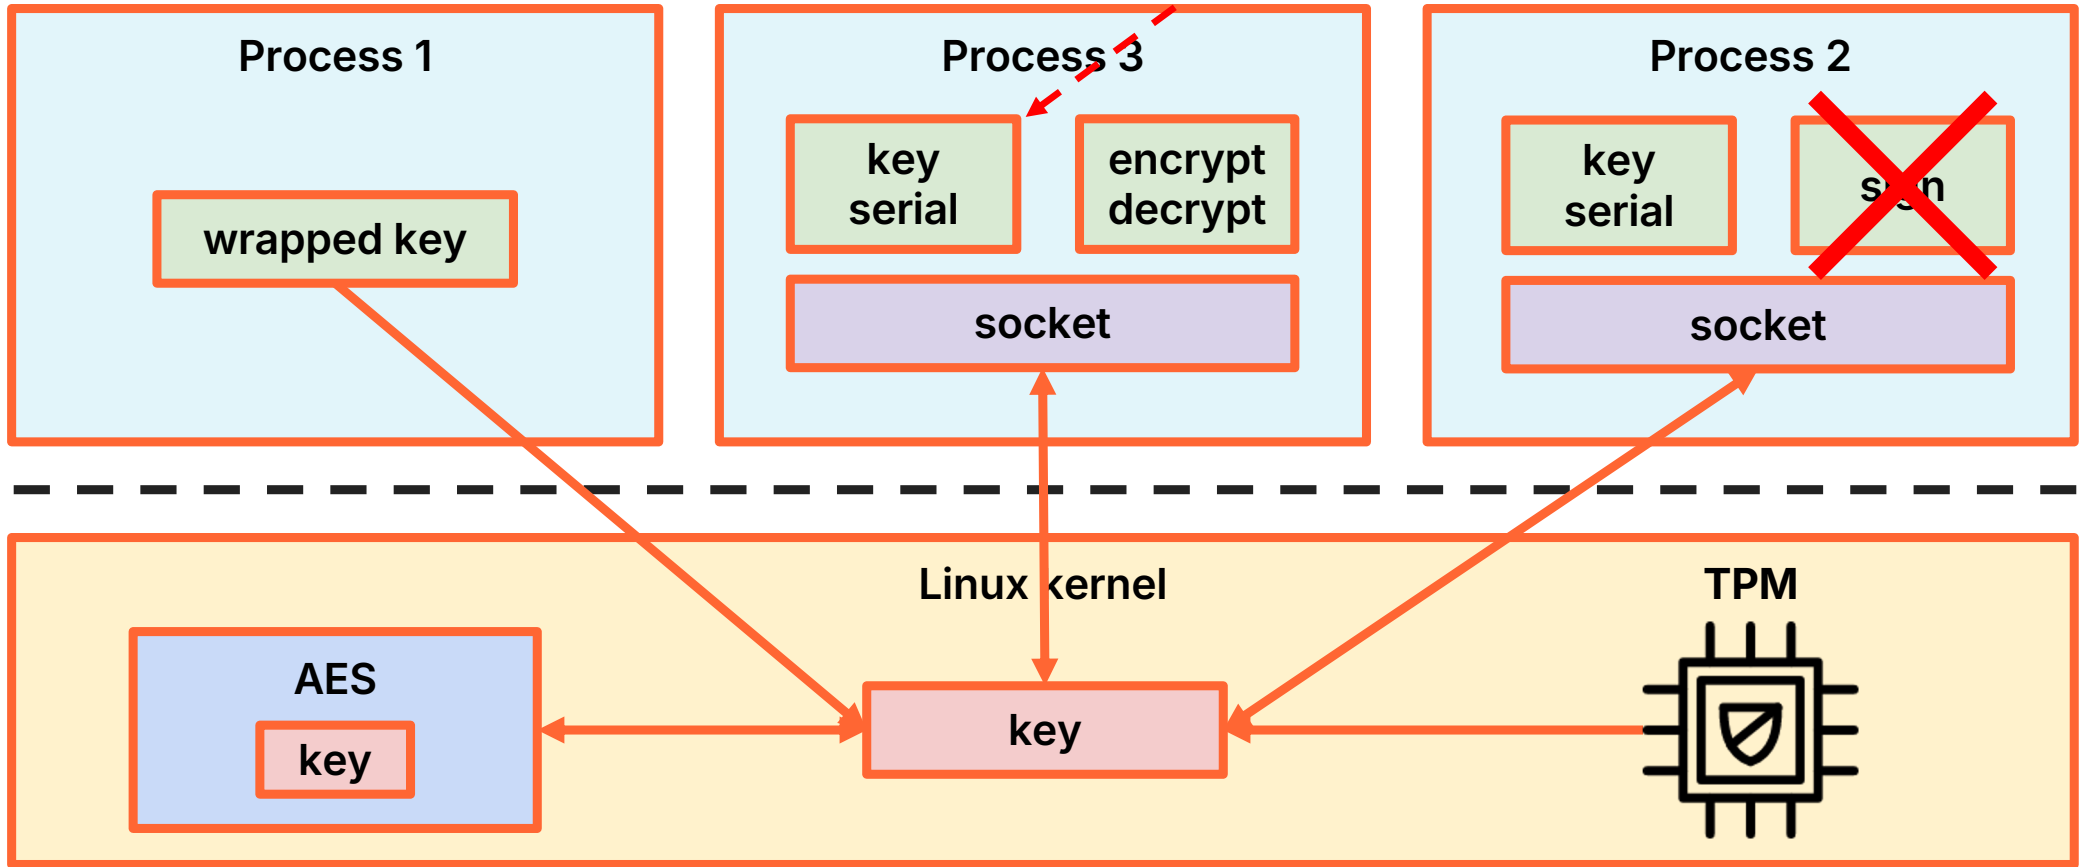 Process 1
wrapped key
Process 3
key
serial
encrypt
decrypt
socket
Process 2
key
serial
sign
socket
Linux kernel
TPM
AES
key
key